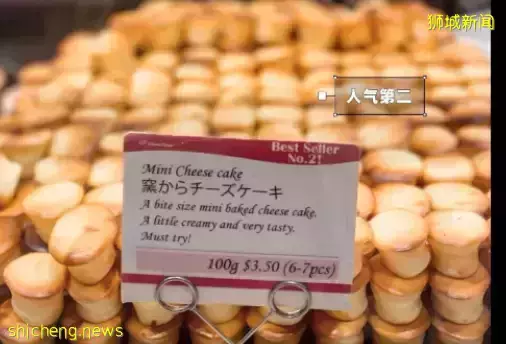 狮城新闻
人气第二
Best Seller
No.2!
Mini Cheese cake
窯からチーズケーキ
A bite size mini baked cheese cake.
A little creamy and very tasty.
Must try!
100g $3.50 (6-7pcs)
shicheng.news